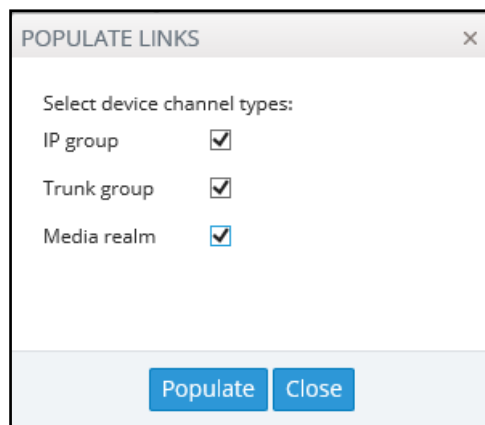 POPULATE LINKS
Select device channel types:
IP group
Trunk group
Media realm
Populate Close